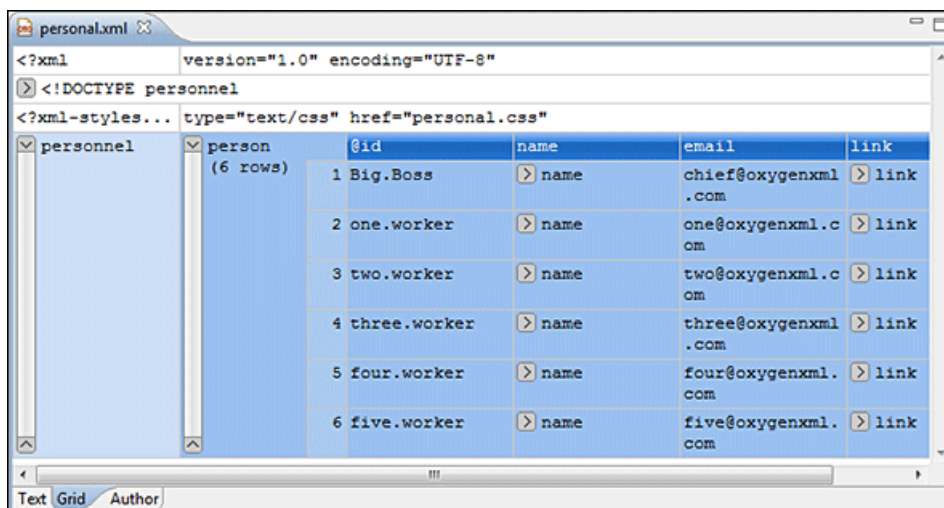 personal.xml
<?xml version="1.0" encoding="UTF-8"
<!DOCTYPE personnel
<?xml-styles... type="text/css" href="personal.css"
personnel person @id name email link
(6 rows)
1 Big.Boss name chief@oxygenxml link
.com
2 one.worker name one@oxygenxml.c link
om
3 two.worker name two@oxygenxml.c link
om
4 three.worker name three@oxygenxml link
.com
5 four.worker name four@oxygenxml. link
com
6 five.worker name five@oxygenxml. link
com
Text Grid Author